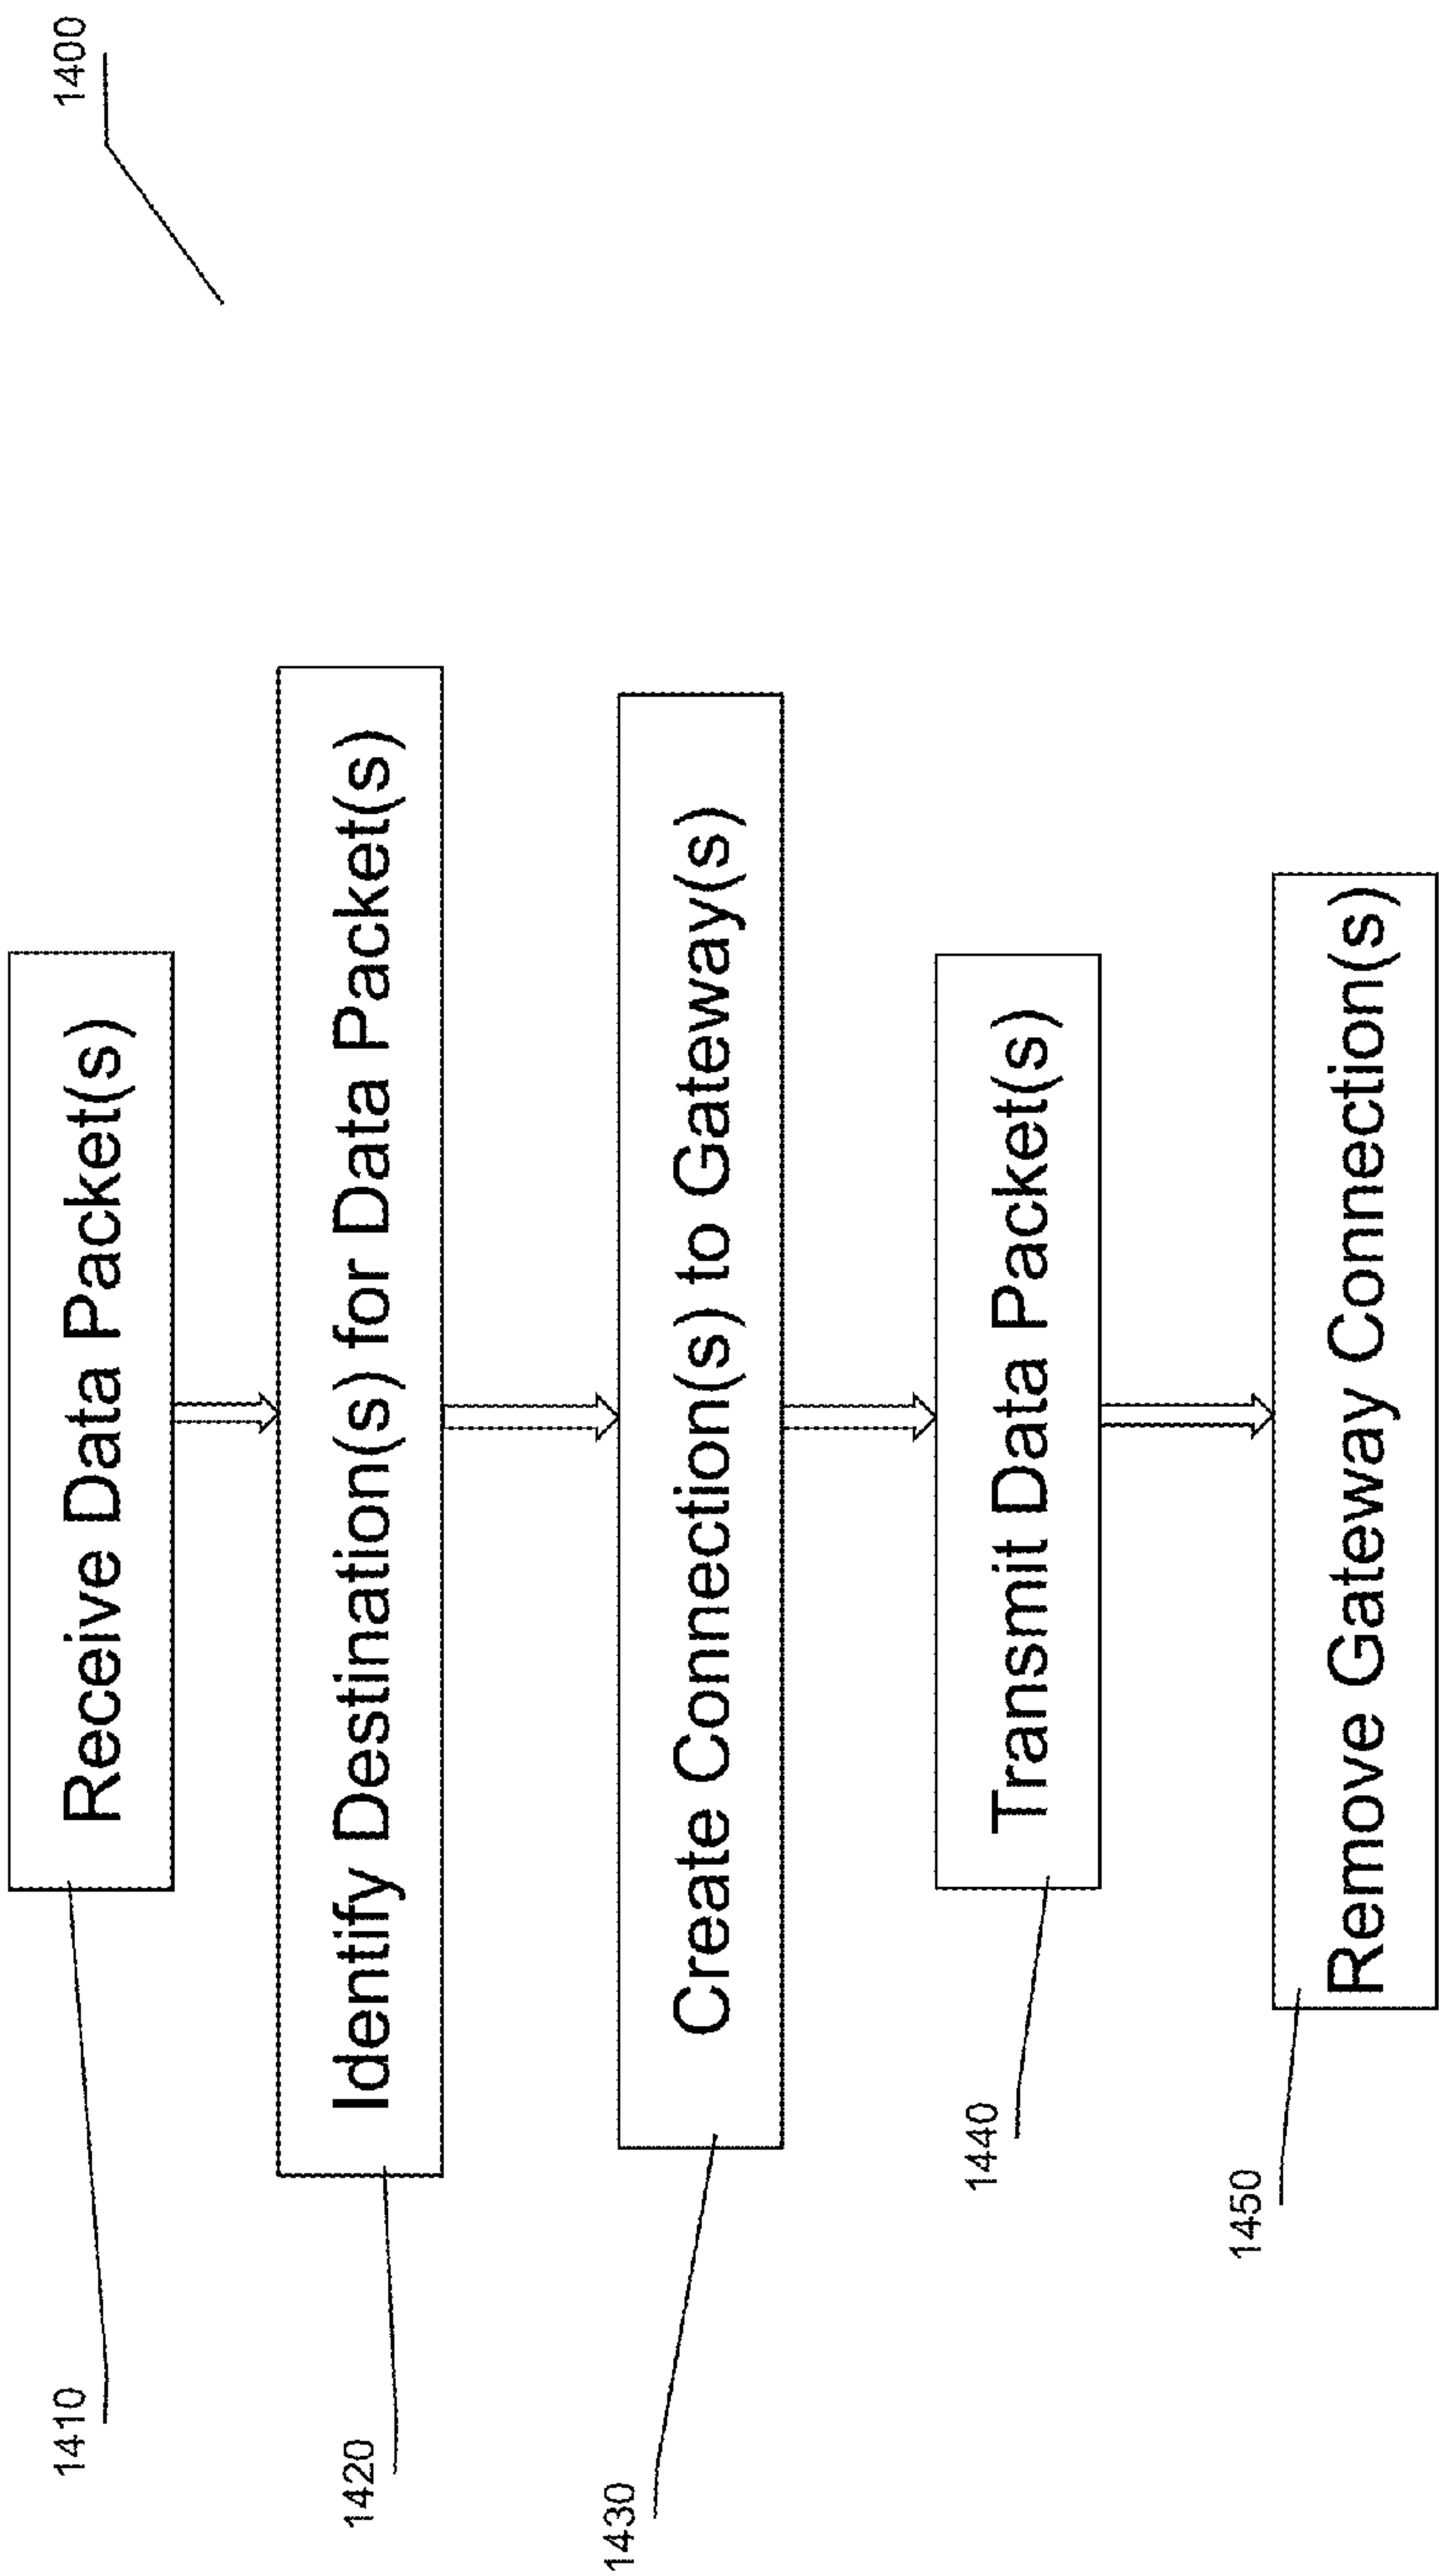 1400
1410
Receive Data Packet(s)
1420
Identify Destination(s) for Data Packet(s)
1430
Create Connection(s) to Gateway(s)
1440
Transmit Data Packet(s)
1450
Remove Gateway Connection(s)